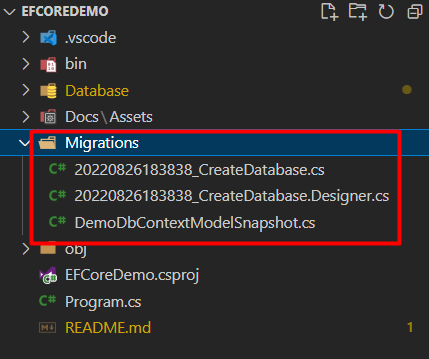 EFCOREDEMO
.vscode
bin
Database
Docs\Assets
Migrations
C# 20220826183838_CreateDatabase.cs
C# 20220826183838_CreateDatabase.Designer.cs
C# DemoDbContextModelSnapshot.cs
obj
EFCoreDemo.csproj
C# Program.cs
README.md 1